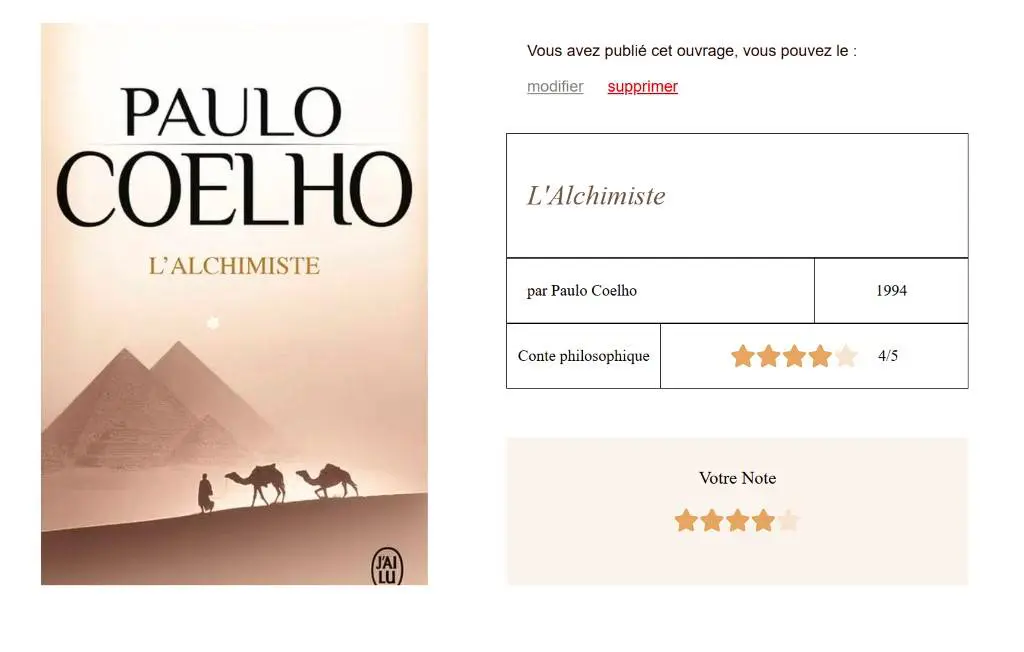 PAULO
COELHO
L’ALCHIMISTE
J'AI
LU
Vous avez publié cet ouvrage, vous pouvez le :
modifier supprimer
L'Alchimiste
par Paulo Coelho 1994
Conte philosophique 4/5
Votre Note